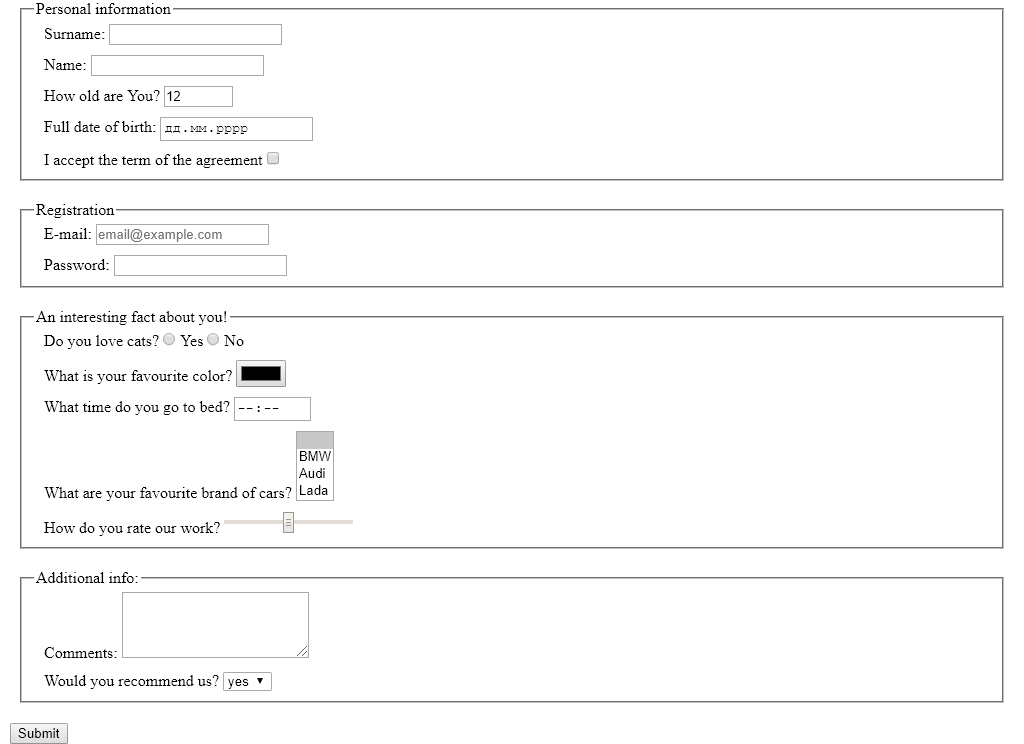 Personal information
Surname:
Name:
How old are You? 12
Full date of birth: дд.мм.рррр
I accept the term of the agreement
Registration
E-mail: email@example.com
Password:
An interesting fact about you!
Do you love cats? Yes No
What is your favourite color?
What time do you go to bed? --:--
BMW
Audi
What are your favourite brand of cars? Lada
How do you rate our work?
Additional info:
Comments:
Would you recommend us? yes
Submit